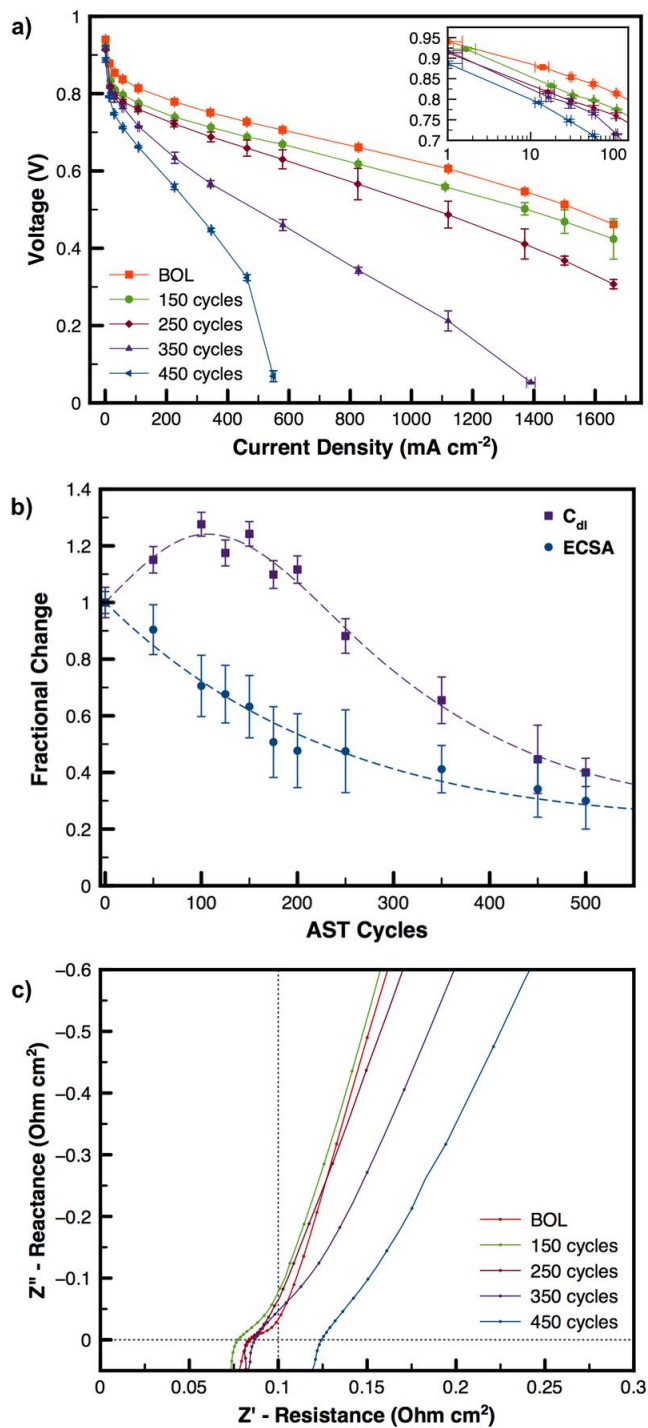 a)
1
0.8
0.6
0.4
0.2
0
Voltage (V)
0.95
0.9
0.85
0.8
0.75
0.7
1
10
100
BOL
150 cycles
250 cycles
350 cycles
450 cycles
0 200 400 600 800 1000 1200 1400 1600
Current Density (mA cm-2)
b)
1.4
1.2
1
0.8
0.6
0.4
0.2
0
Fractional Change
Cdl
ECSA
0 100 200 300 400 500
AST Cycles
c)
−0.6
−0.5
−0.4
−0.3
−0.2
−0.1
0
Z" - Reactance (Ohm cm2)
BOL
150 cycles
250 cycles
350 cycles
450 cycles
0 0.05 0.1 0.15 0.2 0.25 0.3
Z' - Resistance (Ohm cm2)